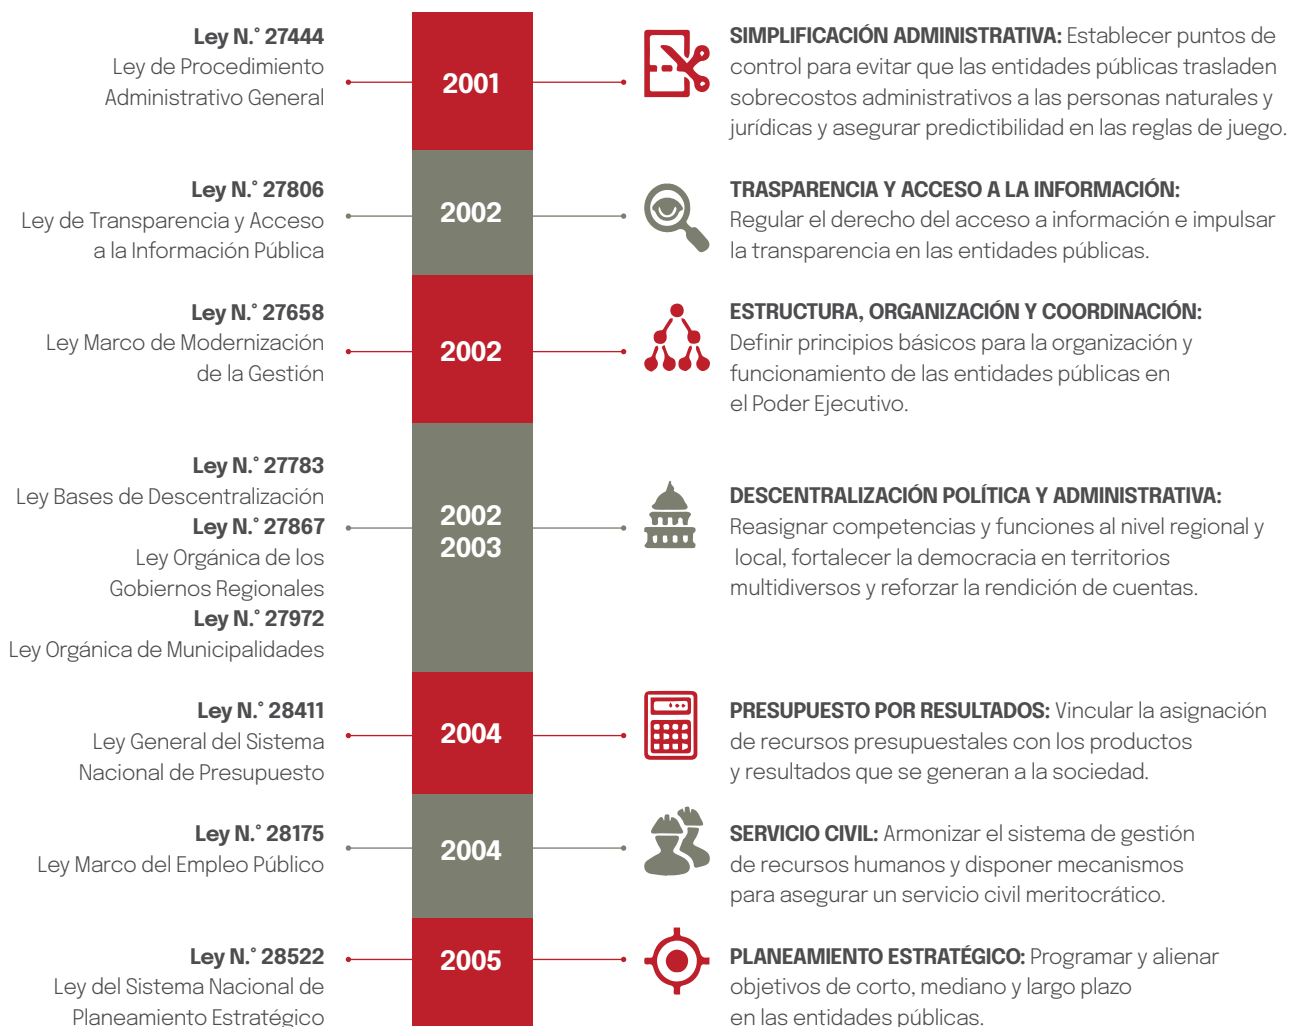 Ley N.° 27444
Ley de Procedimiento
Administrativo General
2001
SIMPLIFICACIÓN ADMINISTRATIVA: Establecer puntos de
control para evitar que las entidades públicas trasladen
sobrecostos administrativos a las personas naturales y
jurídicas y asegurar predictibilidad en las reglas de juego.
Ley N.° 27806
Ley de Transparencia y Acceso
a la Información Pública
2002
TRASPARENCIA Y ACCESO A LA INFORMACIÓN:
Regular el derecho del acceso a información e impulsar
la transparencia en las entidades públicas.
Ley N.° 27658
Ley Marco de Modernización
de la Gestión
2002
ESTRUCTURA, ORGANIZACIÓN Y COORDINACIÓN:
Definir principios básicos para la organización y
funcionamiento de las entidades públicas en
el Poder Ejecutivo.
Ley N.° 27783
Ley Bases de Descentralización
Ley N.° 27867
Ley Orgánica de los
Gobiernos Regionales
Ley N.° 27972
Ley Orgánica de Municipalidades
2002
2003
DESCENTRALIZACIÓN POLÍTICA Y ADMINISTRATIVA:
Reasignar competencias y funciones al nivel regional y
local, fortalecer la democracia en territorios
multidiversos y reforzar la rendición de cuentas.
Ley N.° 28411
Ley General del Sistema
Nacional de Presupuesto
2004
PRESUPUESTO POR RESULTADOS: Vincular la asignación
de recursos presupuestales con los productos
y resultados que se generan a la sociedad.
Ley N.° 28175
Ley Marco del Empleo Público
2004
SERVICIO CIVIL: Armonizar el sistema de gestión
de recursos humanos y disponer mecanismos
para asegurar un servicio civil meritocrático.
Ley N.° 28522
Ley del Sistema Nacional de
Planeamiento Estratégico
2005
PLANEAMIENTO ESTRATÉGICO: Programar y alienar
objetivos de corto, mediano y largo plazo
en las entidades públicas.